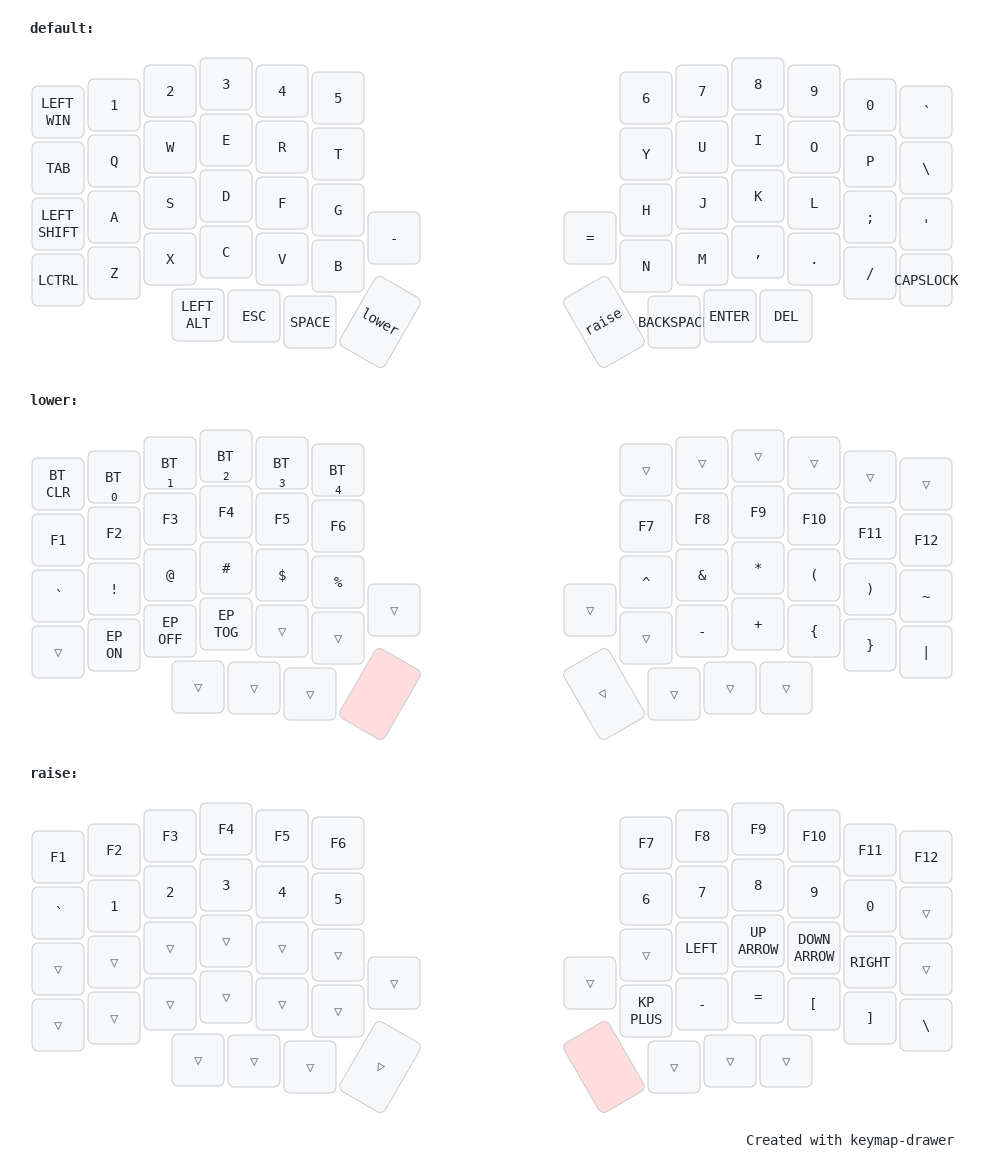 default:
LEFT WIN 1 2 3 4 5 6 7 8 9 0 `
TAB Q W E R T Y U I O P \
LEFT SHIFT A S D F G H J K L ; '
- =
LCTRL Z X C V B N M , . / CAPSLOCK
LEFT ALT ESC SPACE lower raise BACKSPAC ENTER DEL
lower:
BT CLR BT 0 BT 1 BT 2 BT 3 BT 4 ▽ ▽ ▽ ▽ ▽ ▽
F1 F2 F3 F4 F5 F6 F7 F8 F9 F10 F11 F12
` ! @ # $ % ^ & * ( ) ~
▽ ▽
▽ EP ON EP OFF EP TOG ▽ ▽ ▽ - + { } |
▽ ▽ ▽ ◁ ▽ ▽ ▽
raise:
F1 F2 F3 F4 F5 F6 F7 F8 F9 F10 F11 F12
` 1 2 3 4 5 6 7 8 9 0 ▽
▽ ▽ ▽ ▽ ▽ ▽ ▽ LEFT UP ARROW DOWN ARROW RIGHT ▽
▽ ▽
▽ ▽ ▽ ▽ ▽ ▽ KP PLUS - = [ ] \
▽ ▽ ▽ ▷ ▽ ▽ ▽
Created with keymap-drawer